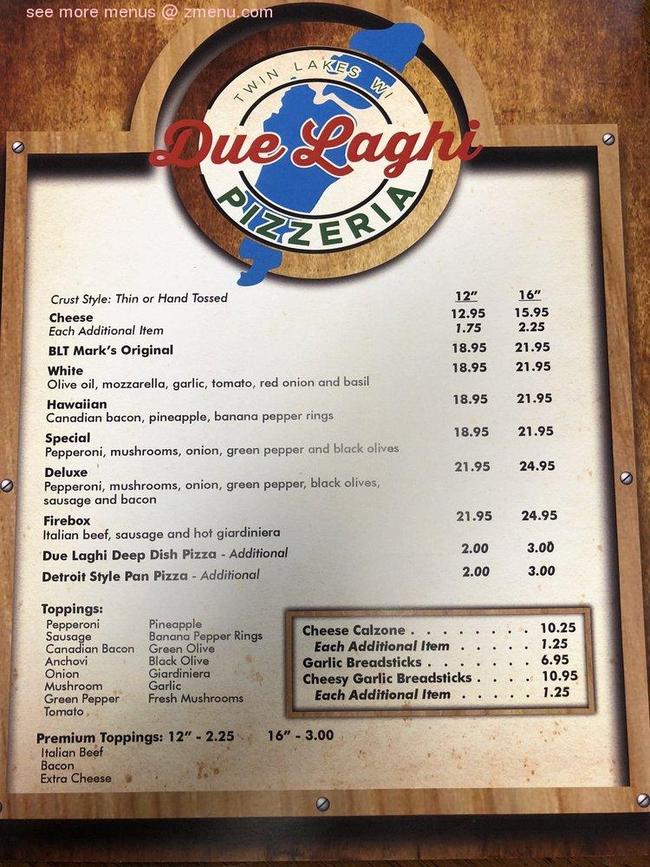 see more menus @ zmenu.com
TWIN LAKES WI
Due Laghi
PIZZERIA
Crust Style: Thin or Hand Tossed 12” 16”
Cheese 12.95 15.95
Each Additional Item 1.75 2.25
BLT Mark’s Original 18.95 21.95
White 18.95 21.95
Olive oil, mozzarella, garlic, tomato, red onion and basil
Hawaiian 18.95 21.95
Canadian bacon, pineapple, banana pepper rings
Special 18.95 21.95
Pepperoni, mushrooms, onion, green pepper and black olives
Deluxe 21.95 24.95
Pepperoni, mushrooms, onion, green pepper, black olives,
sausage and bacon
Firebox 21.95 24.95
Italian beef, sausage and hot giardiniera
Due Laghi Deep Dish Pizza - Additional 2.00 3.00
Detroit Style Pan Pizza - Additional 2.00 3.00
Toppings:
Pepperoni Pineapple
Sausage Banana Pepper Rings
Canadian Bacon Green Olive
Anchovi Black Olive
Onion Giardiniera
Mushroom Garlic
Green Pepper Fresh Mushrooms
Tomato
Cheese Calzone . . . . . . . . 10.25
Each Additional Item . . . . . 1.25
Garlic Breadsticks . . . . . . . 6.95
Cheesy Garlic Breadsticks . . . . 10.95
Each Additional Item . . . . . 1.25
Premium Toppings: 12” - 2.25 16” - 3.00
Italian Beef
Bacon
Extra Cheese